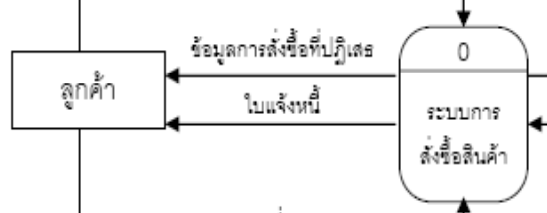 ข้อมูลการสั่งซื้อที่ปฏิเสธ
0
ลูกค้า
ใบแจ้งหนี้
ระบบการ
สั่งซื้อสินค้า